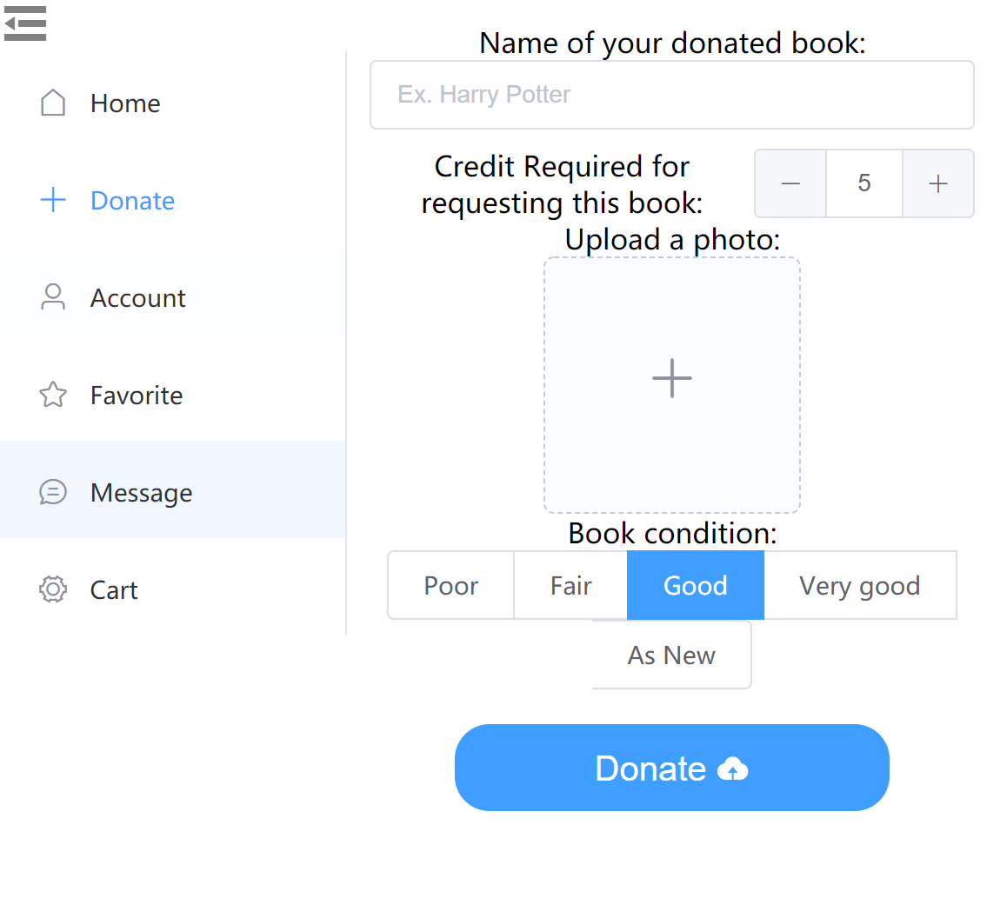 Home
Donate
Account
Favorite
Message
Cart
Name of your donated book:
Ex. Harry Potter
Credit Required for
requesting this book:
5
Upload a photo:
Book condition:
Poor Fair Good Very good
As New
Donate